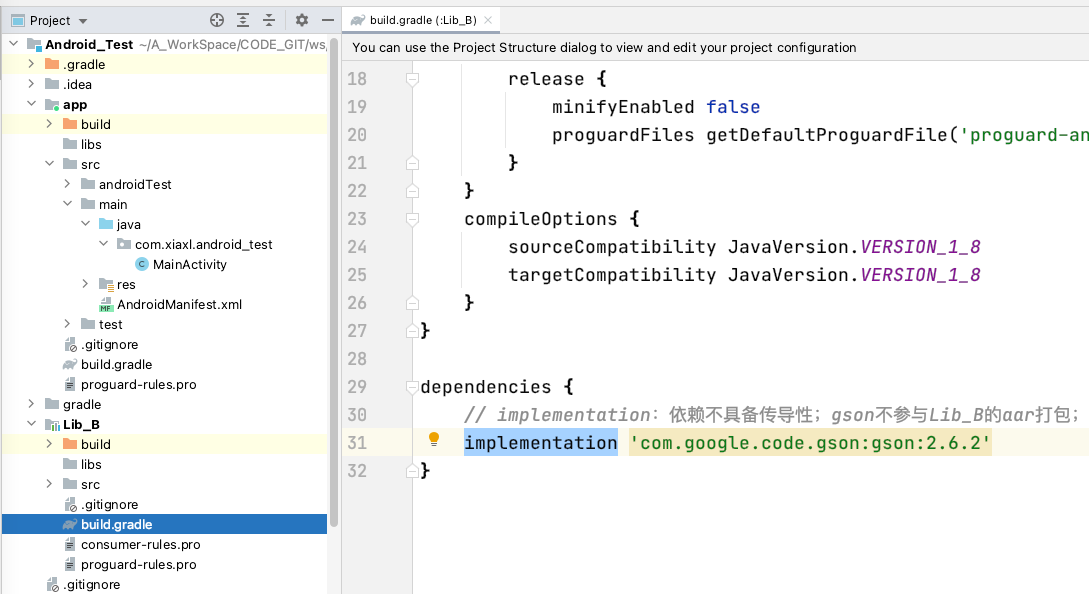 Project
build.gradle (:Lib_B)
You can use the Project Structure dialog to view and edit your project configuration
Android_Test ~/A_WorkSpace/CODE_GIT/ws/
.gradle
.idea
app
build
libs
src
androidTest
main
java
com.xiaxl.android_test
C MainActivity
res
MF AndroidManifest.xml
test
.gitignore
build.gradle
proguard-rules.pro
gradle
Lib_B
build
libs
src
.gitignore
build.gradle
consumer-rules.pro
proguard-rules.pro
.gitignore
18 release {
19 minifyEnabled false
20 proguardFiles getDefaultProguardFile('proguard-an
21 }
22 }
23 compileOptions {
24 sourceCompatibility JavaVersion.VERSION_1_8
25 targetCompatibility JavaVersion.VERSION_1_8
26 }
27 }
28
29 dependencies {
30 // implementation：依赖不具备传导性；gson不参与Lib_B的aar打包；
31 implementation 'com.google.code.gson:gson:2.6.2'
32 }